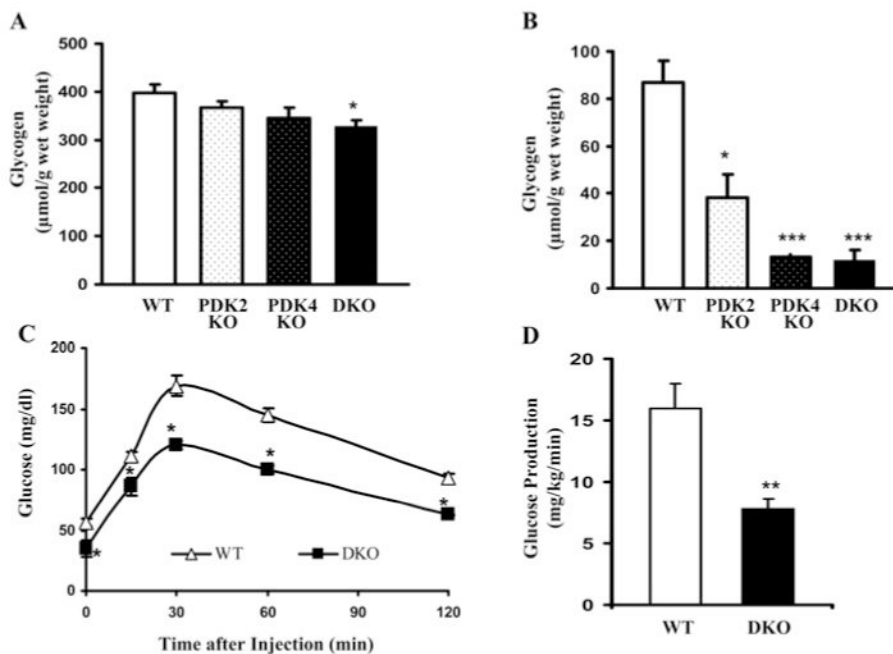 A
500
400
300
200
100
0
Glycogen
(µmol/g wet weight)
*
WT
PDK2
KO
PDK4
KO
DKO
B
100
80
60
40
20
0
Glycogen
(µmol/g wet weight)
*
***
***
WT
PDK2
KO
PDK4
KO
DKO
C
200
150
100
50
0
Glucose (mg/dl)
*
*
*
*
*
WT
DKO
0
30
60
90
120
Time after Injection (min)
D
20
15
10
5
0
Glucose Production
(mg/kg/min)
**
WT
DKO